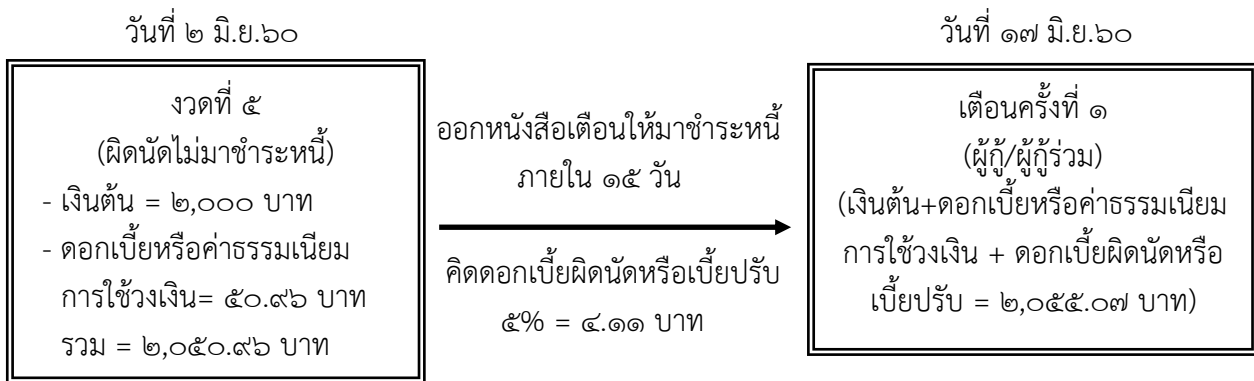 วันที่ ๒ มิ.ย.๖๐
งวดที่ ๕
(ผิดนัดไม่มาชำระหนี้)
- เงินต้น = ๒,๐๐๐ บาท
- ดอกเบี้ยหรือค่าธรรมเนียม
การใช้วงเงิน= ๕๐.๙๖ บาท
รวม = ๒,๐๕๐.๙๖ บาท
ออกหนังสือเตือนให้มาชำระหนี้
ภายใน ๑๕ วัน
คิดดอกเบี้ยผิดนัดหรือเบี้ยปรับ
๕% = ๔.๑๑ บาท
วันที่ ๑๗ มิ.ย.๖๐
เตือนครั้งที่ ๑
(ผู้กู้/ผู้กู้ร่วม)
(เงินต้น+ดอกเบี้ยหรือค่าธรรมเนียม
การใช้วงเงิน + ดอกเบี้ยผิดนัดหรือ
เบี้ยปรับ = ๒,๐๕๕.๐๗ บาท)